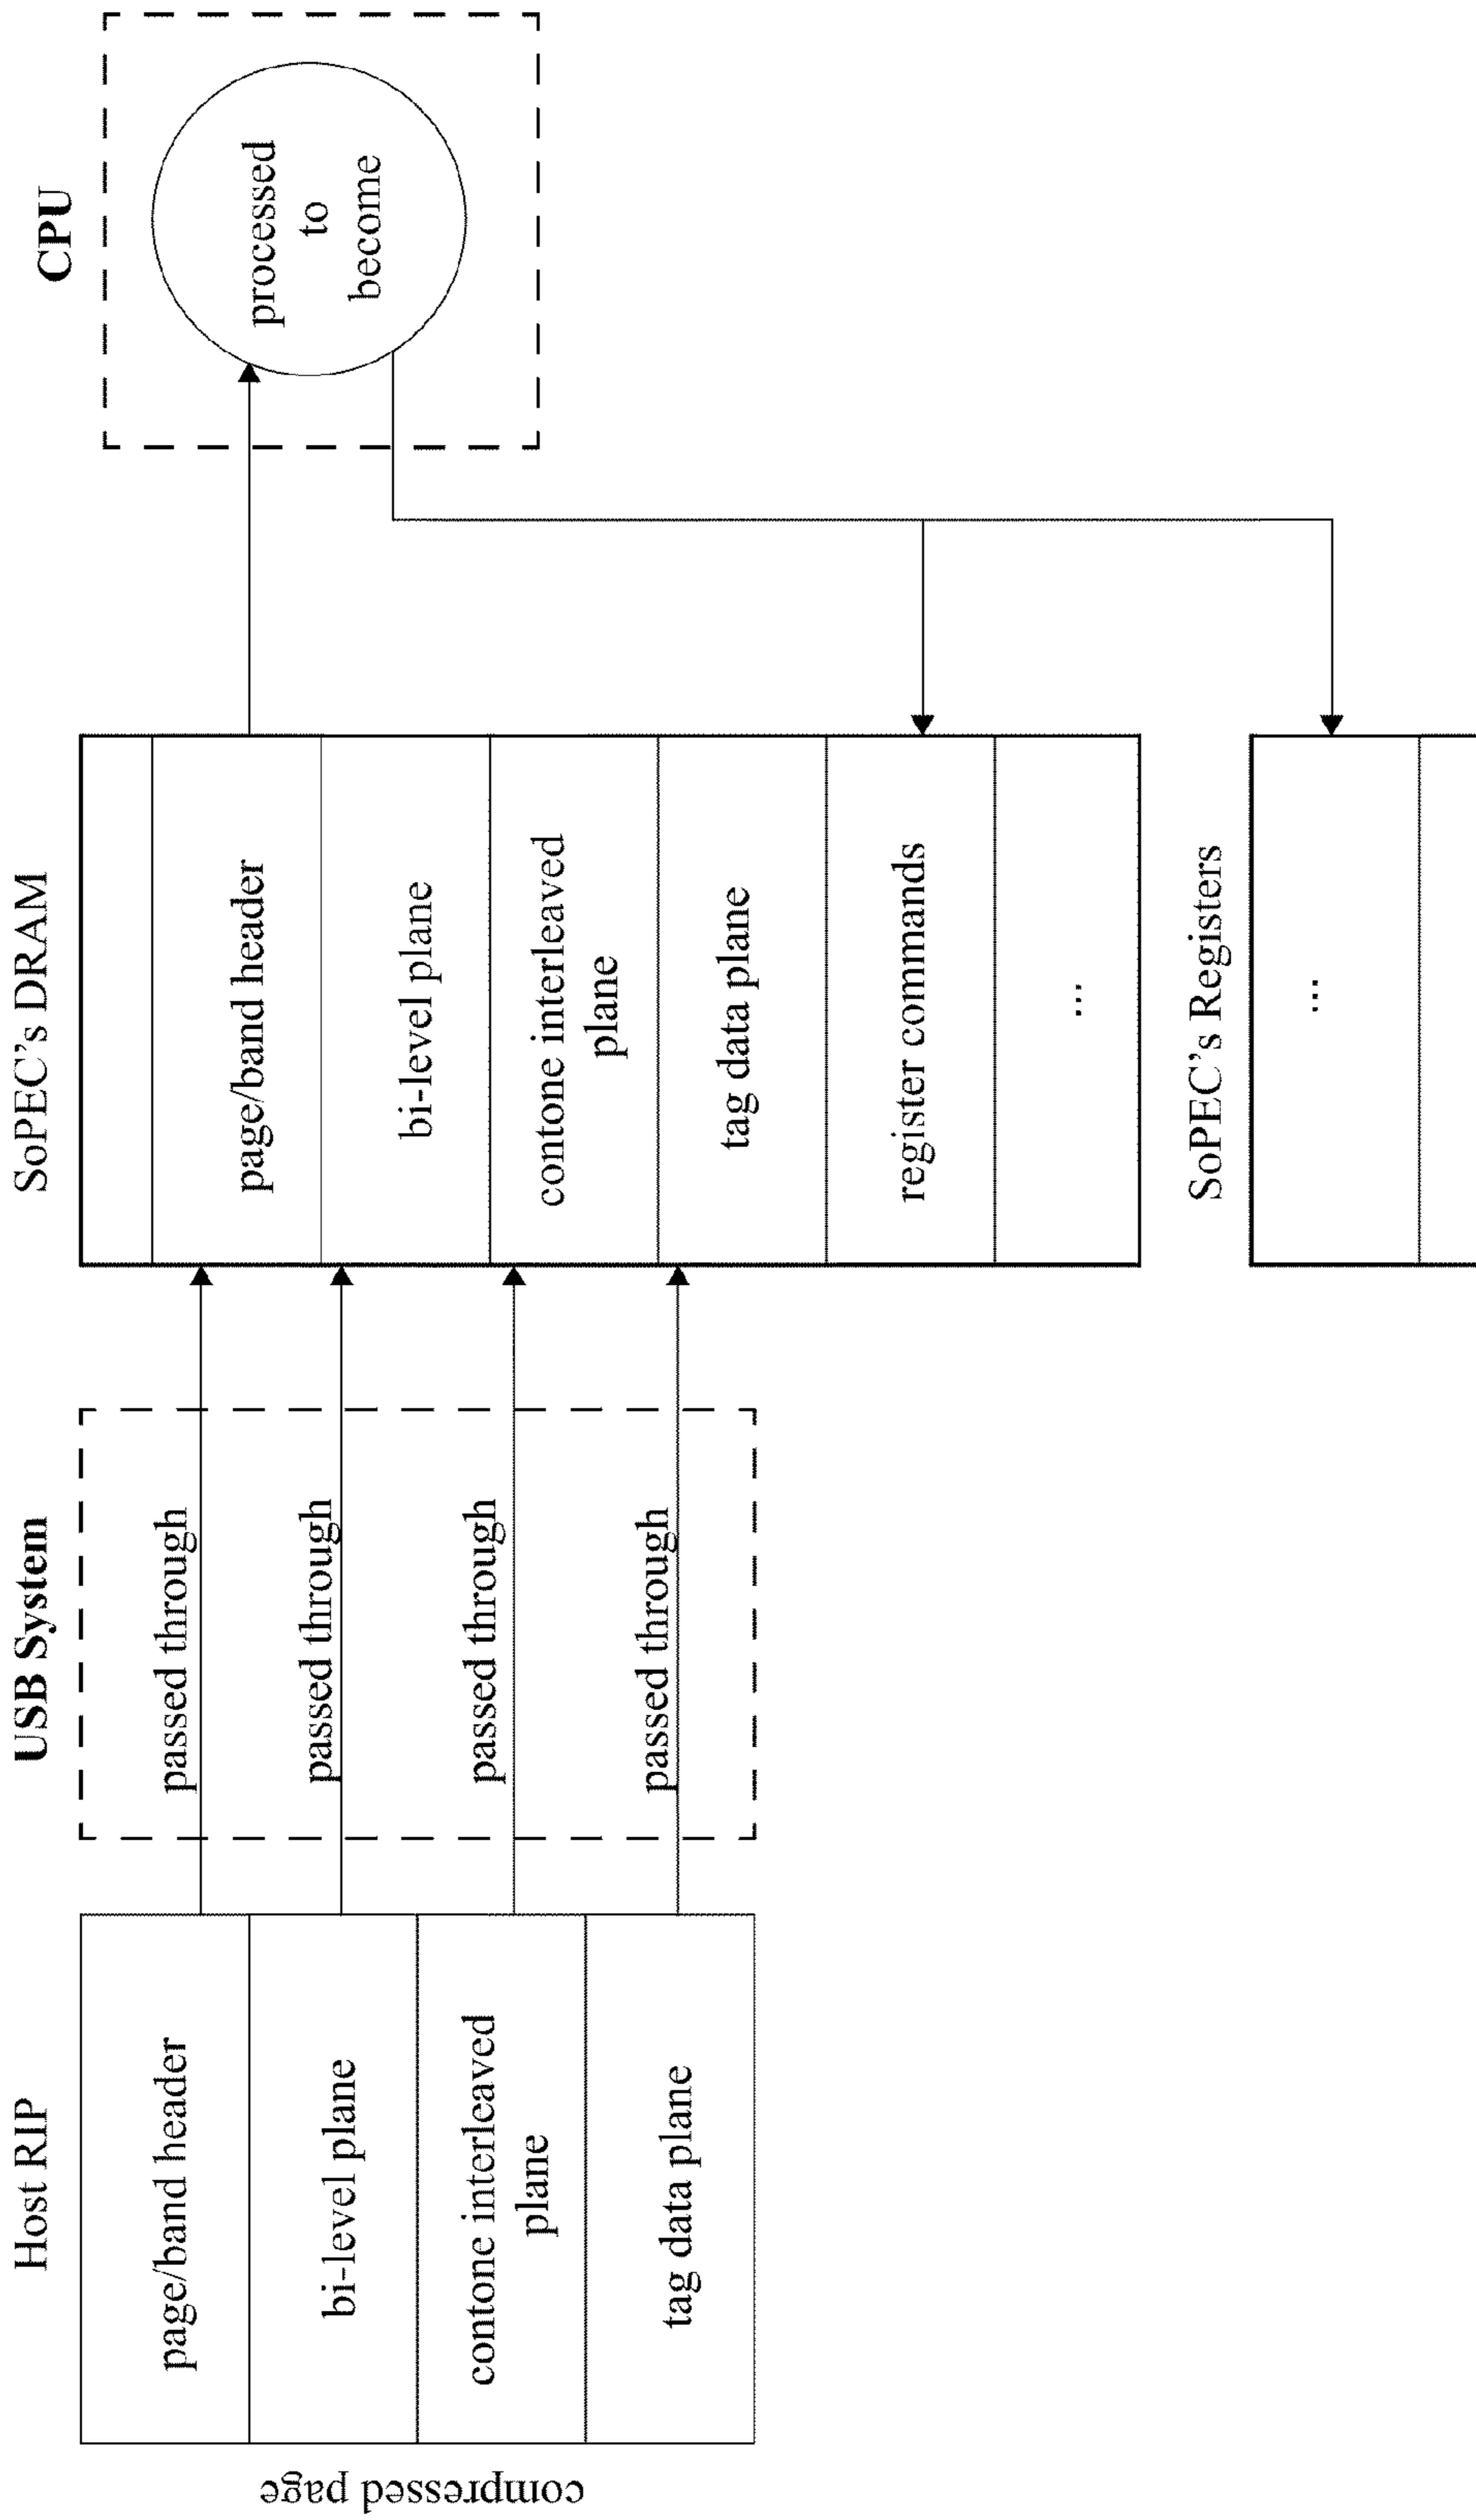 compressed page
Host RIP
page/band header
bi-level plane
contone interleaved
plane
tag data plane
USB System
passed through
passed through
passed through
passed through
SoPEC's DRAM
page/band header
bi-level plane
contone interleaved
plane
tag data plane
register commands
...
SoPEC's Registers
...
CPU
processed
to
become